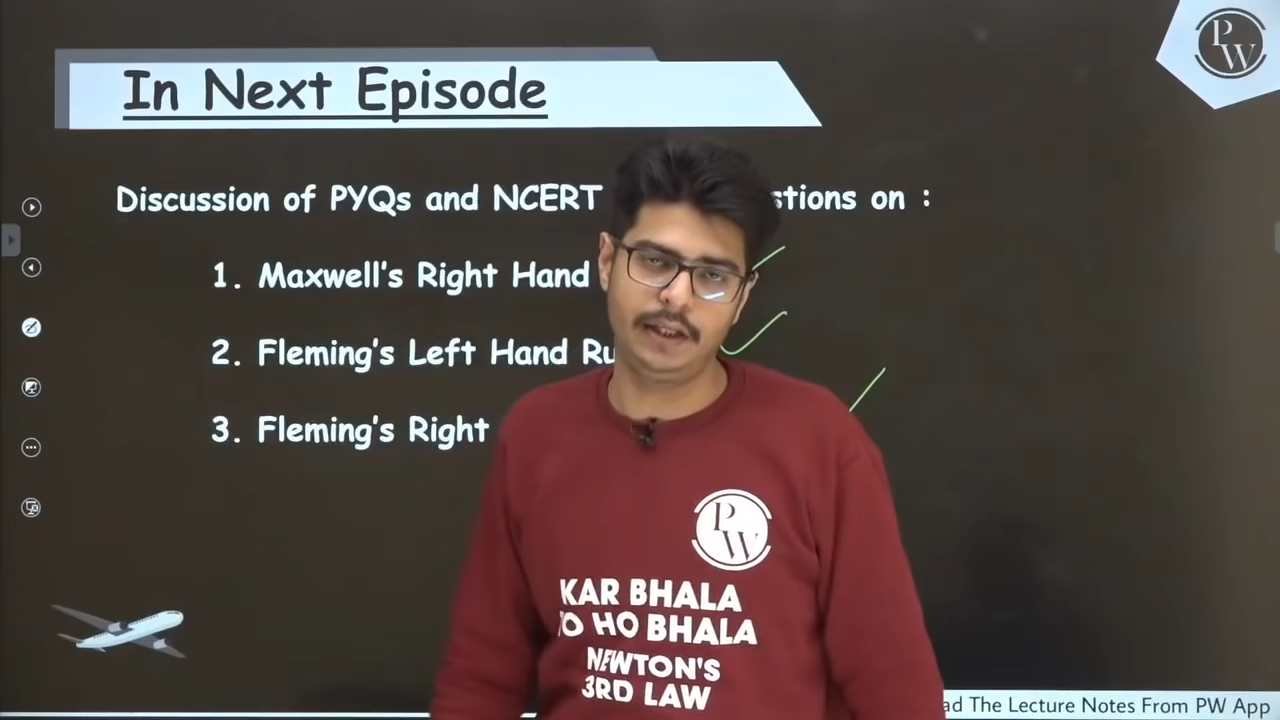 In Next Episode
PW
Discussion of PYQs and NCERT stions on :
1. Maxwell's Right Hand
2. Fleming's Left Hand Ru
3. Fleming's Right
PW
KAR BHALA
TO HO BHALA
NEWTON'S
3RD LAW
ad The Lecture Notes From PW App